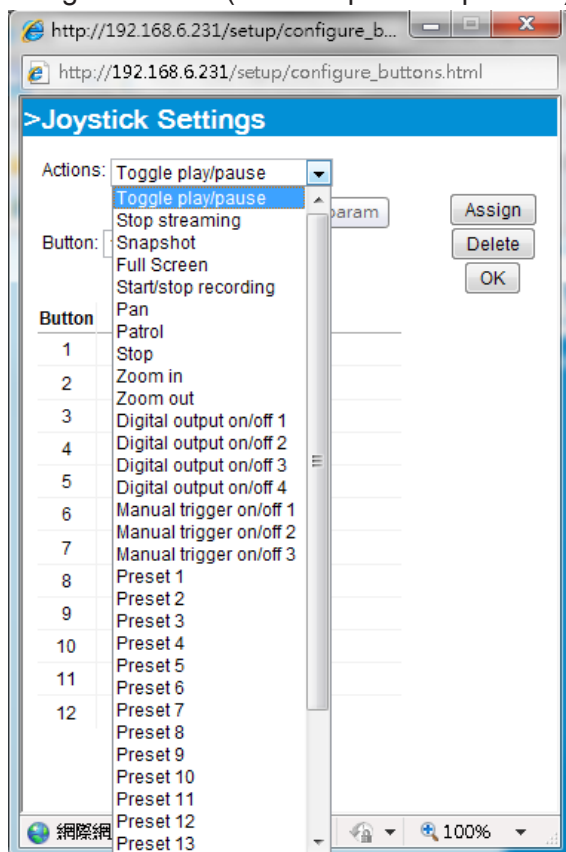 http://192.168.6.231/setup/configure_b...
http://192.168.6.231/setup/configure_buttons.html
>Joystick Settings
Actions: Toggle play/pause
Toggle play/pause
Stop streaming
Snapshot
Full Screen
Start/stop recording
Pan
Patrol
Stop
Zoom in
Zoom out
Digital output on/off 1
Digital output on/off 2
Digital output on/off 3
Digital output on/off 4
Manual trigger on/off 1
Manual trigger on/off 2
Manual trigger on/off 3
Preset 1
Preset 2
Preset 3
Preset 4
Preset 5
Preset 6
Preset 7
Preset 8
Preset 9
Preset 10
Preset 11
Preset 12
Preset 13
param
Assign
Button:
Delete
OK
Button
1
2
3
4
5
6
7
8
9
10
11
12
網際網
100%